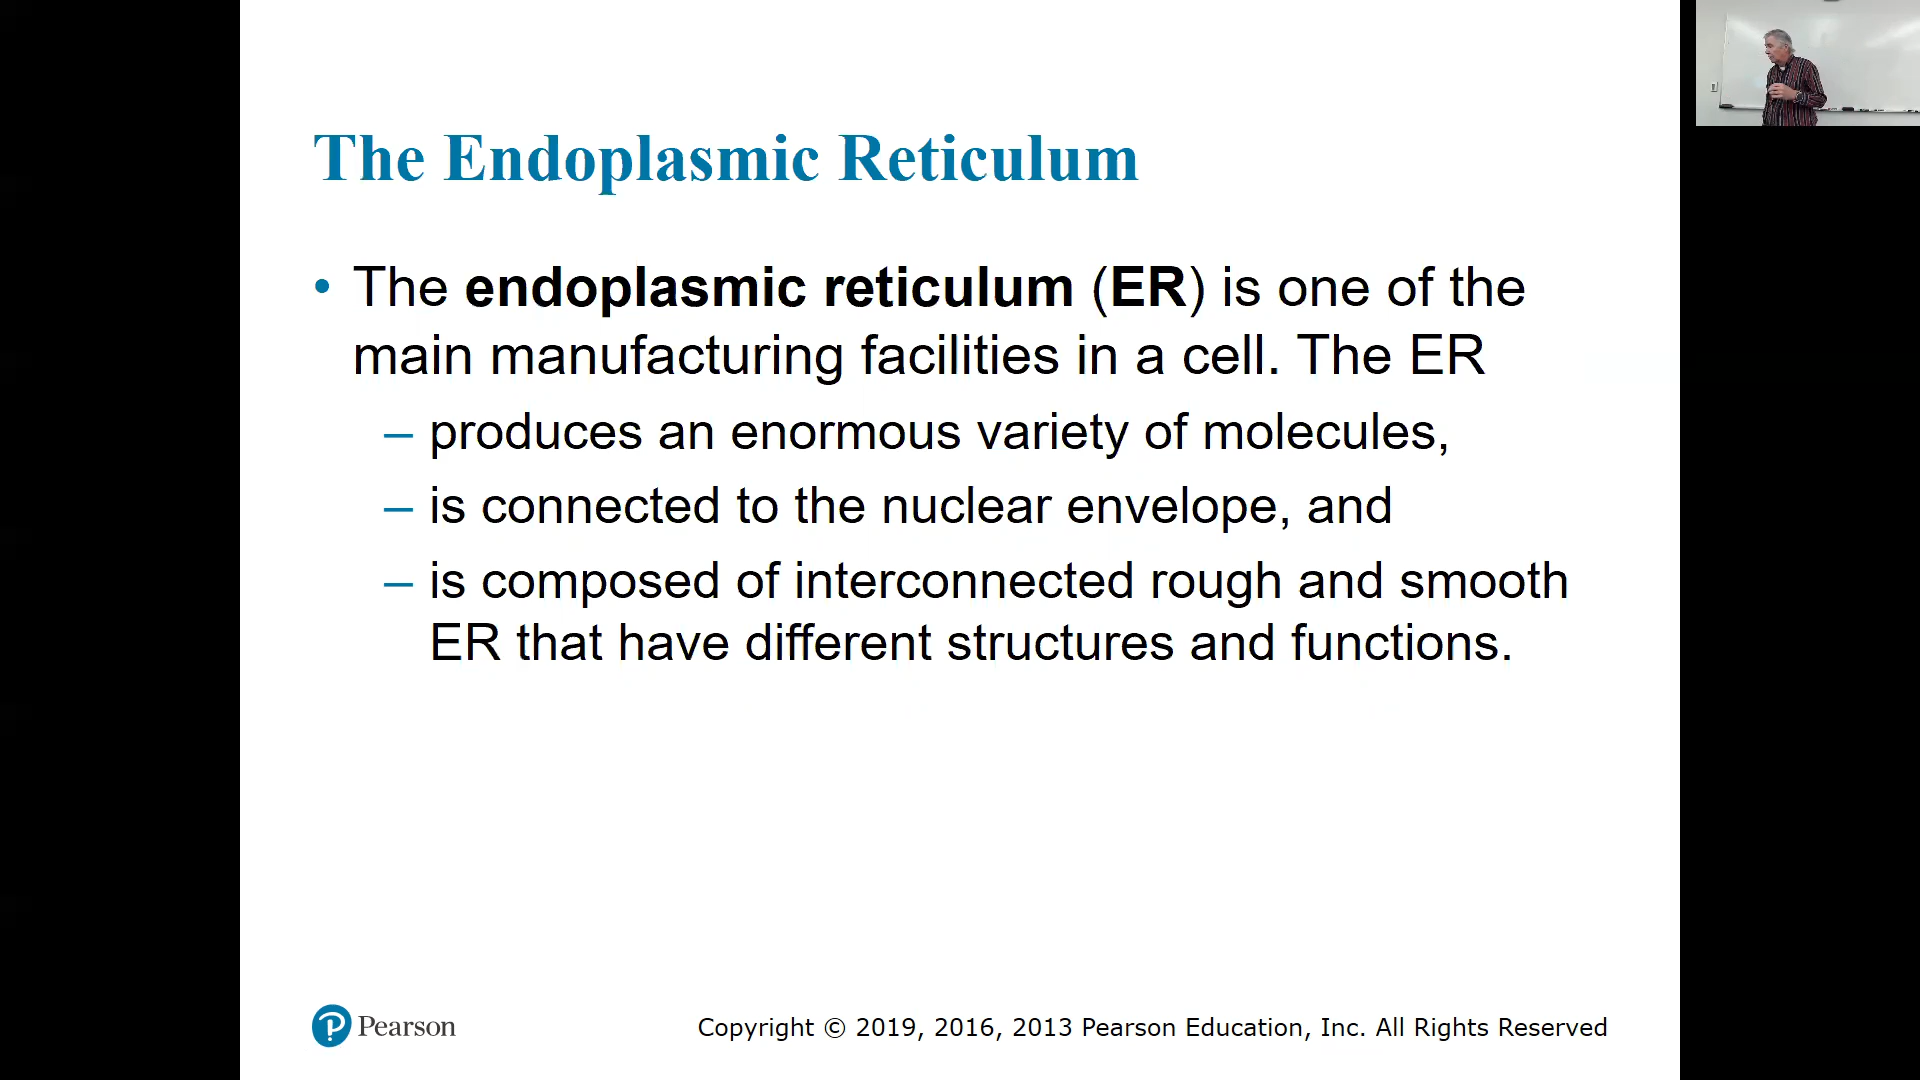 The Endoplasmic Reticulum
• The endoplasmic reticulum (ER) is one of the
main manufacturing facilities in a cell. The ER
– produces an enormous variety of molecules,
– is connected to the nuclear envelope, and
– is composed of interconnected rough and smooth
ER that have different structures and functions.
Pearson
Copyright © 2019, 2016, 2013 Pearson Education, Inc. All Rights Reserved